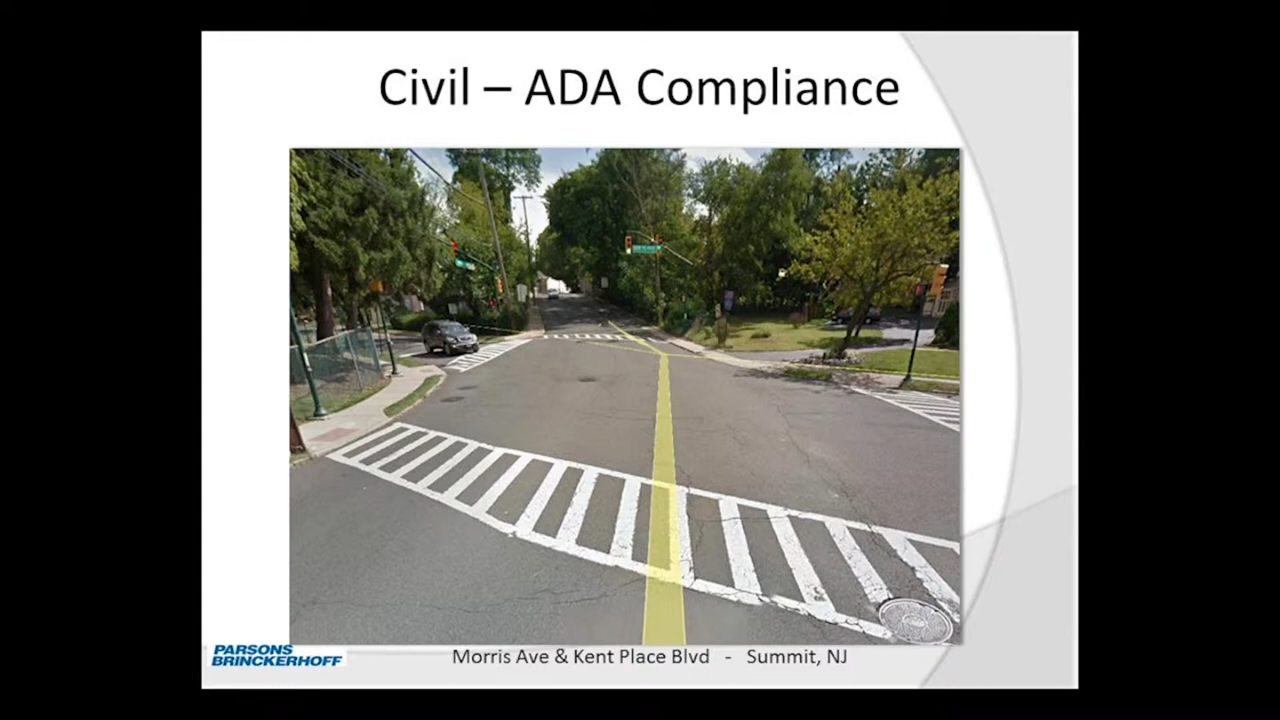 Civil – ADA Compliance
PARSONS
BRINCKERHOFF
Morris Ave & Kent Place Blvd - Summit, NJ